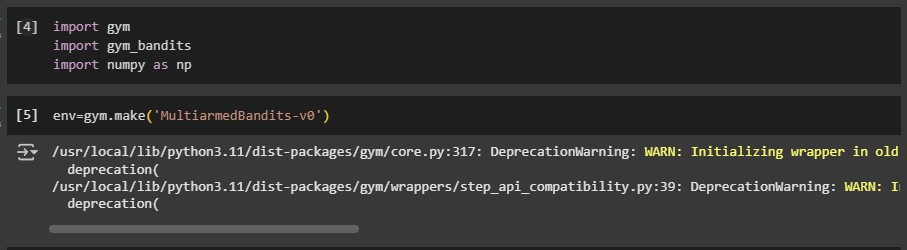 [4] import gym
import gym_bandits
import numpy as np
[5] env=gym.make('MultiarmedBandits-v0')
/usr/local/lib/python3.11/dist-packages/gym/core.py:317: DeprecationWarning: WARN: Initializing wrapper in old
deprecation(
/usr/local/lib/python3.11/dist-packages/gym/wrappers/step_api_compatibility.py:39: DeprecationWarning: WARN:
deprecation(